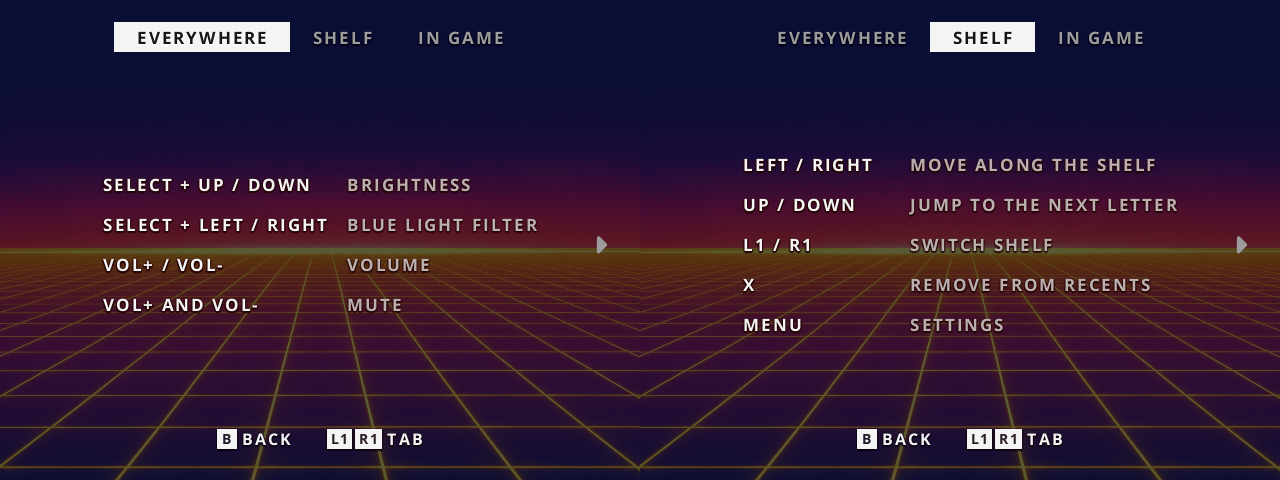 EVERYWHERE SHELF IN GAME
SELECT + UP / DOWN BRIGHTNESS
SELECT + LEFT / RIGHT BLUE LIGHT FILTER
VOL+ / VOL- VOLUME
VOL+ AND VOL- MUTE
B BACK L1 R1 TAB
EVERYWHERE SHELF IN GAME
LEFT / RIGHT MOVE ALONG THE SHELF
UP / DOWN JUMP TO THE NEXT LETTER
L1 / R1 SWITCH SHELF
X REMOVE FROM RECENTS
MENU SETTINGS
B BACK L1 R1 TAB